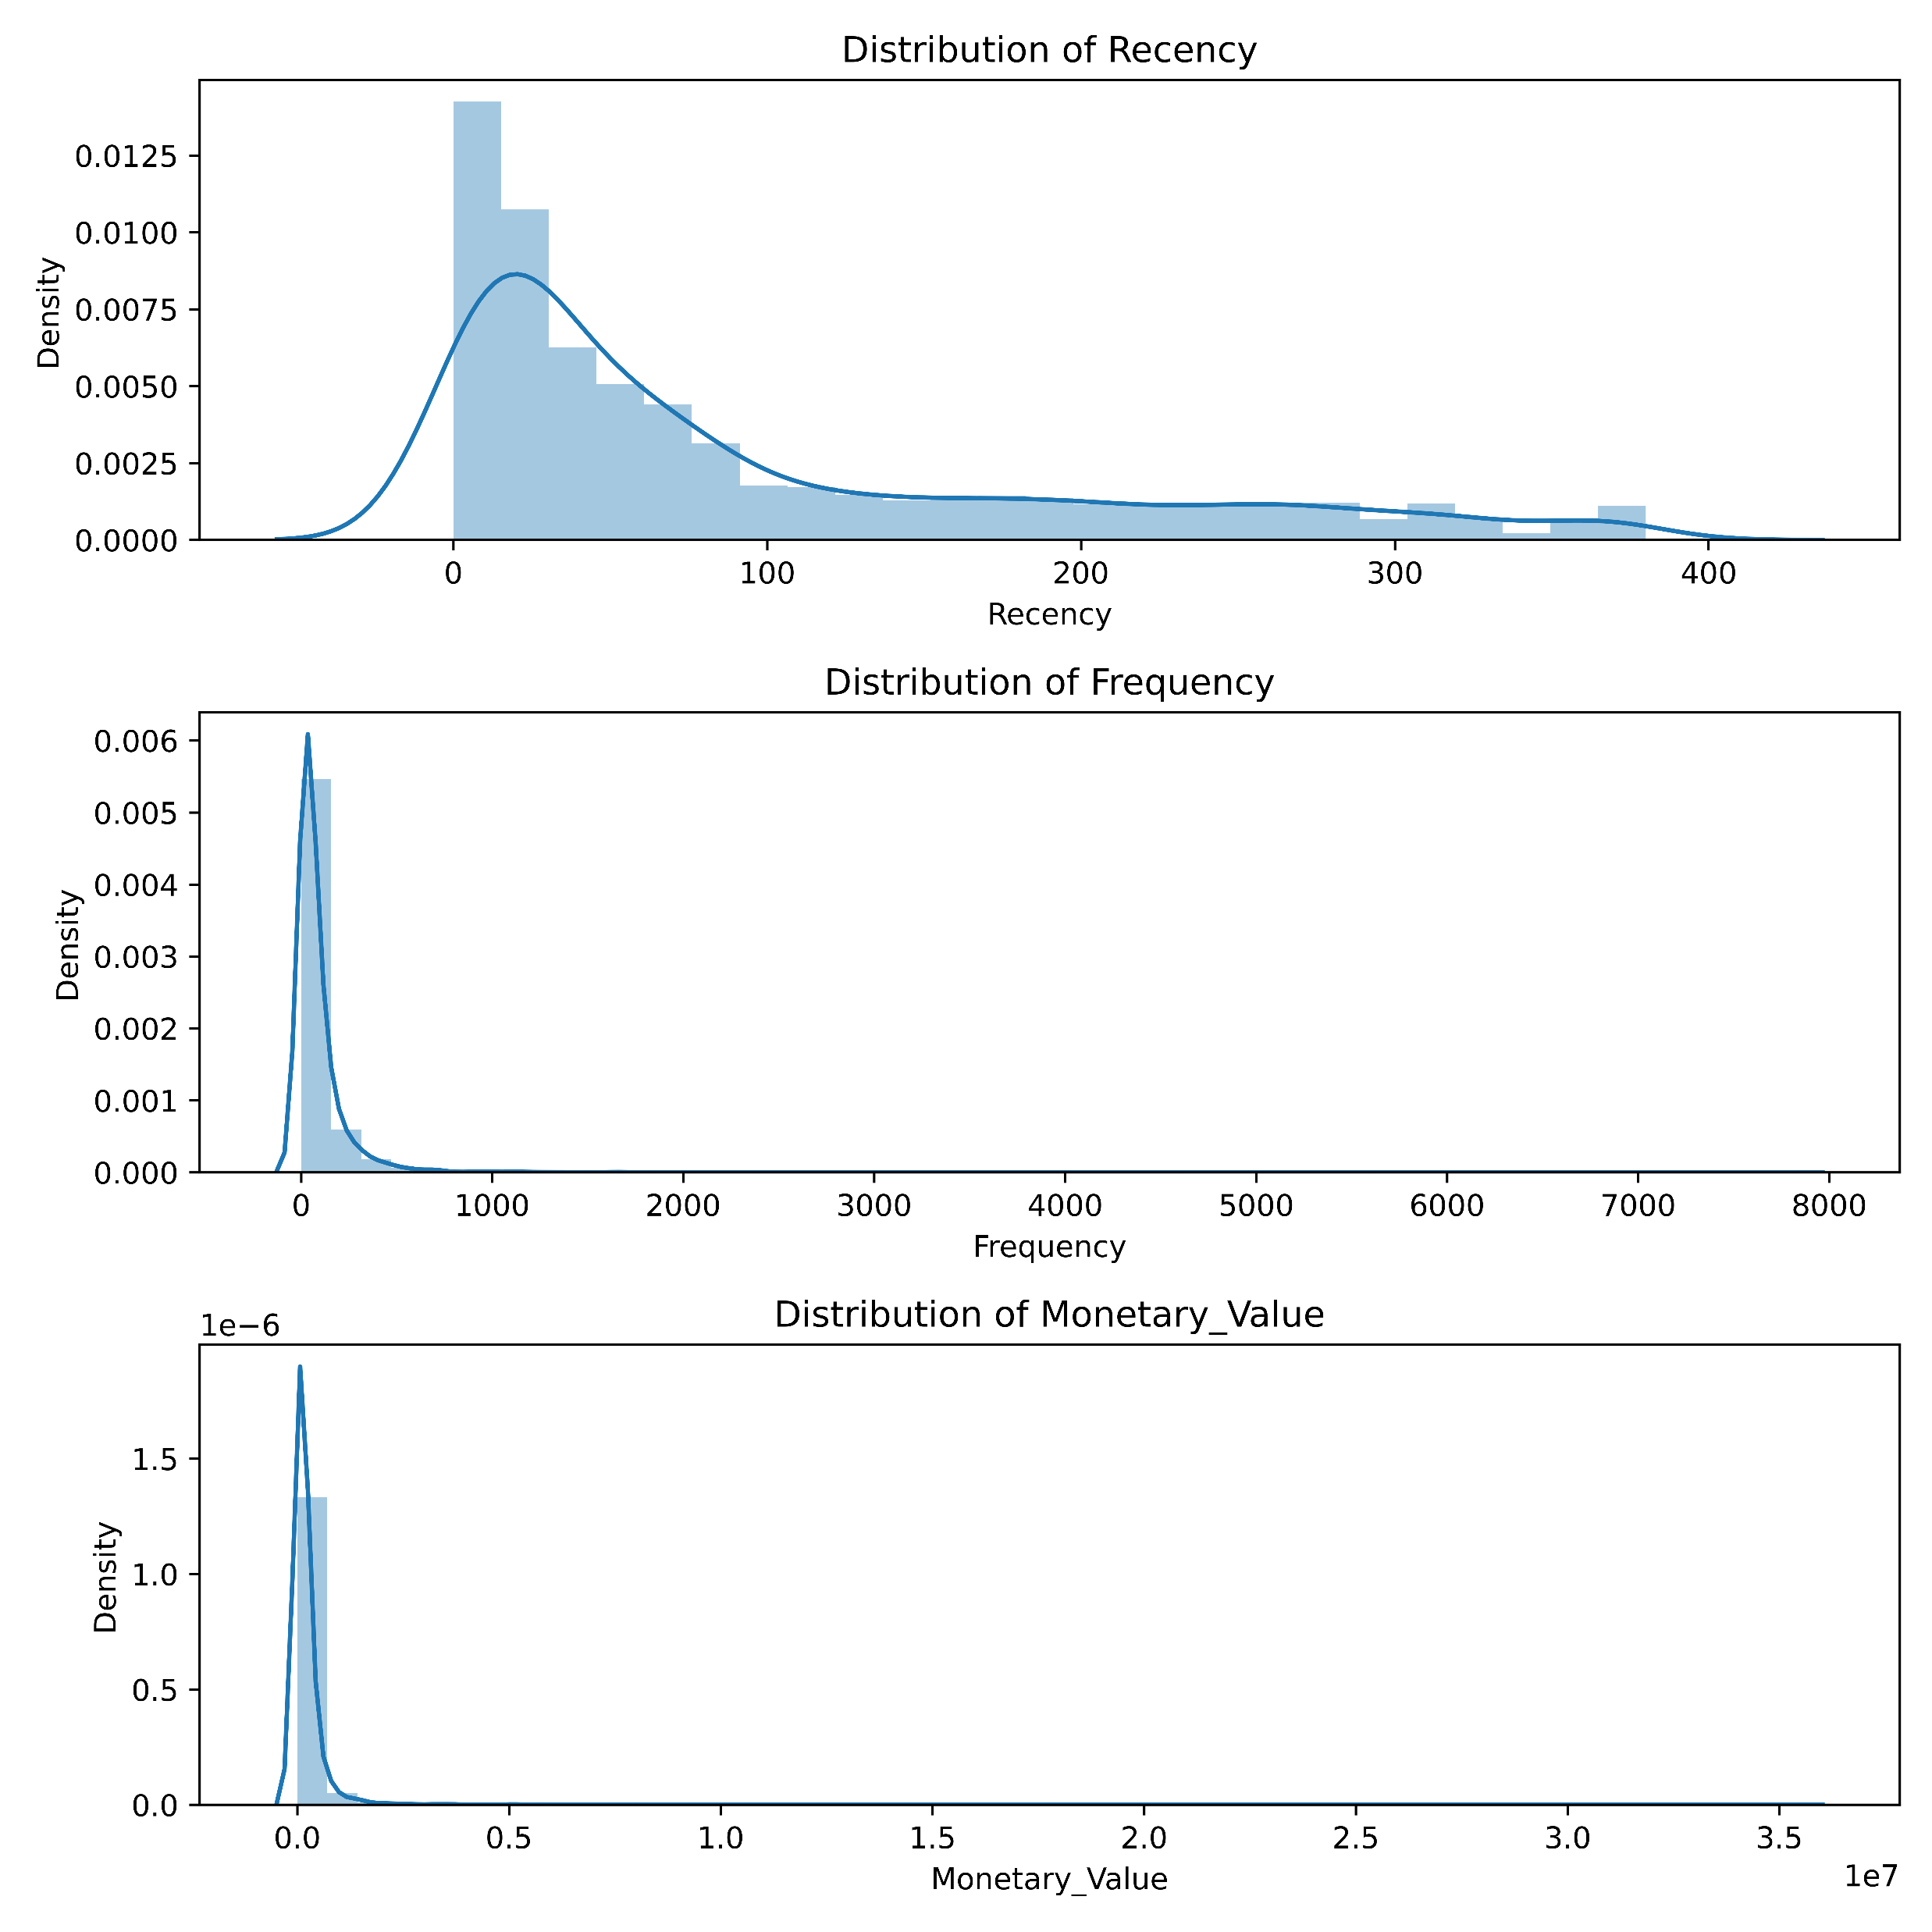 Distribution of Recency
0.0125
0.0100
0.0075
0.0050
0.0025
0.0000
Density
0 100 200 300 400
Recency
Distribution of Frequency
0.006
0.005
0.004
0.003
0.002
0.001
0.000
Density
0 1000 2000 3000 4000 5000 6000 7000 8000
Frequency
Distribution of Monetary_Value
1e−6
1.5
1.0
0.5
0.0
Density
0.0 0.5 1.0 1.5 2.0 2.5 3.0 3.5
1e7
Monetary_Value